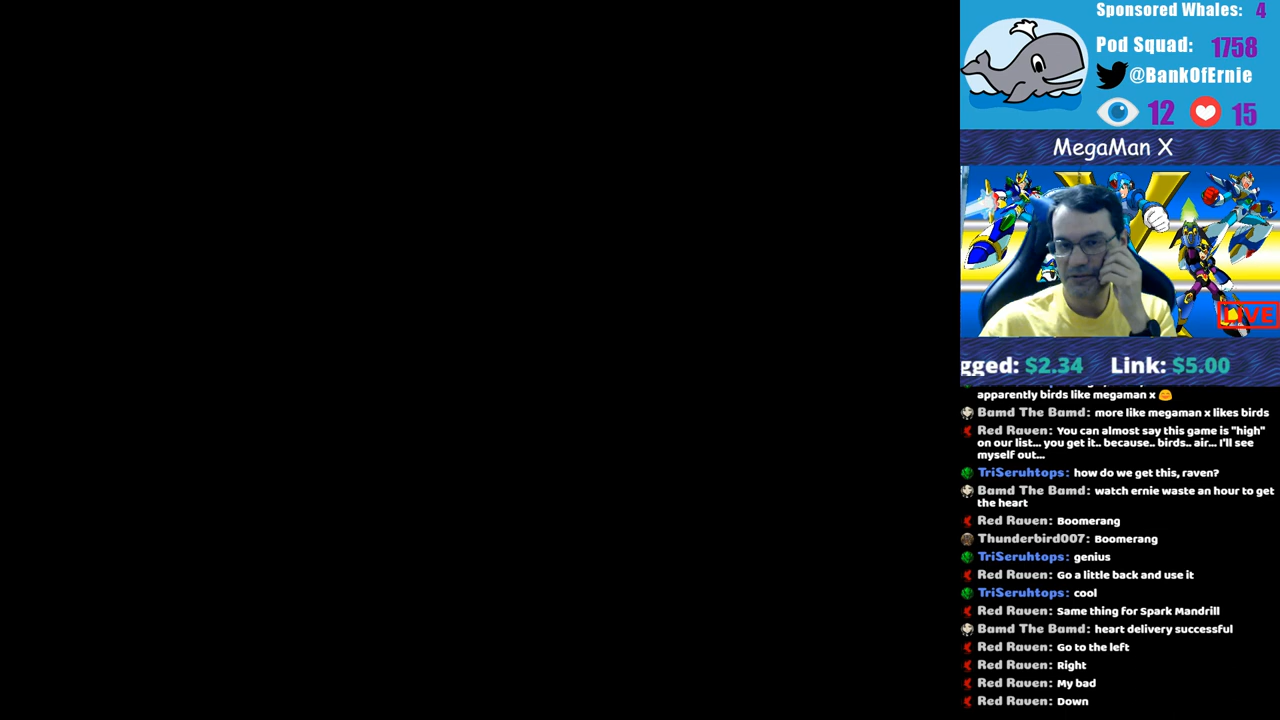 Sponsored Whales: 4
Pod Squad: 1758
@BankOfErnie
12 15
MegaMan X
LIVE
gged: $2.34 Link: $5.00
apparently birds like megaman x
Bamd The Bamd: more like megaman x likes birds
Red Raven: You can almost say this game is "high"
on our list... you get it.. because.. birds.. air... I'll see
myself out...
TriSeruhtops: how do we get this, raven?
Bamd The Bamd: watch ernie waste an hour to get
the heart
Red Raven: Boomerang
Thunderbird007: Boomerang
TriSeruhtops: genius
Red Raven: Go a little back and use it
TriSeruhtops: cool
Red Raven: Same thing for Spark Mandrill
Bamd The Bamd: heart delivery successful
Red Raven: Go to the left
Red Raven: Right
Red Raven: My bad
Red Raven: Down